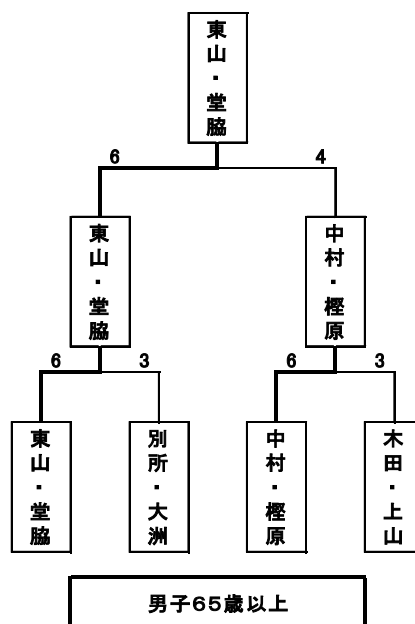 東山・堂脇
6
4
東山・堂脇
中村・樫原
6
3
6
3
東山・堂脇
別所・大洲
中村・樫原
木田・上山
男子65歳以上